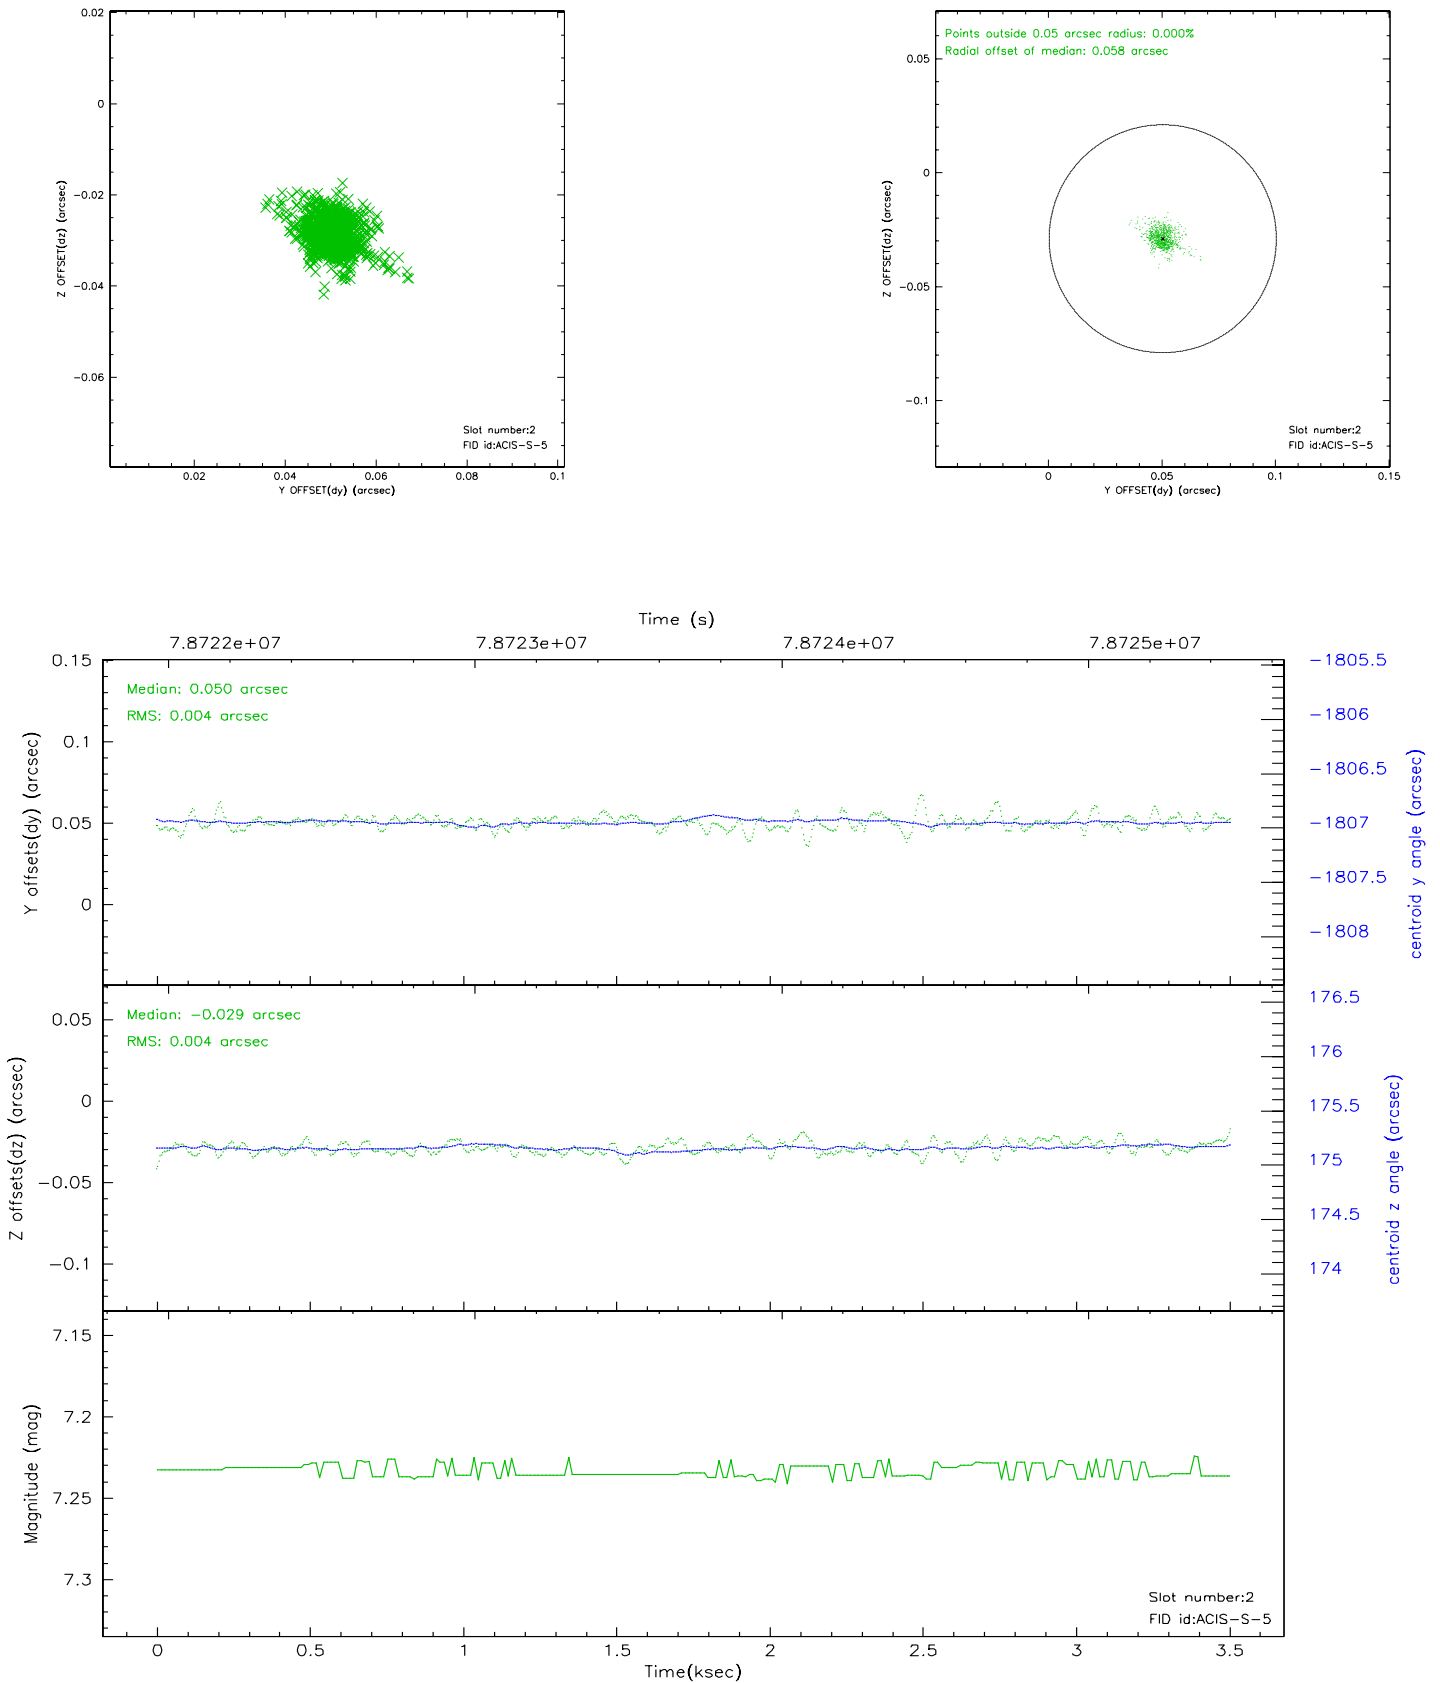 0.02
0
−0.02
−0.04
−0.06
Z OFFSET(dz) (arcsec)
Slot number:2
FID id:ACIS−S−5
0.02 0.04 0.06 0.08 0.1
Y OFFSET(dy) (arcsec)
Points outside 0.05 arcsec radius: 0.000%
Radial offset of median: 0.058 arcsec
0.05
0
−0.05
−0.1
Z OFFSET(dz) (arcsec)
Slot number:2
FID id:ACIS−S−5
0 0.05 0.1 0.15
Y OFFSET(dy) (arcsec)
Time (s)
7.8722e+07 7.8723e+07 7.8724e+07 7.8725e+07
0.15
0.1
0.05
0
Y offsets(dy) (arcsec)
Median: 0.050 arcsec
RMS: 0.004 arcsec
−1805.5
−1806
−1806.5
−1807
−1807.5
−1808
centroid y angle (arcsec)
0.05
0
−0.05
−0.1
Z offsets(dz) (arcsec)
Median: −0.029 arcsec
RMS: 0.004 arcsec
176.5
176
175.5
175
174.5
174
centroid z angle (arcsec)
7.15
7.2
7.25
7.3
Magnitude (mag)
Slot number:2
FID id:ACIS−S−5
0 0.5 1 1.5 2 2.5 3 3.5
Time(ksec)